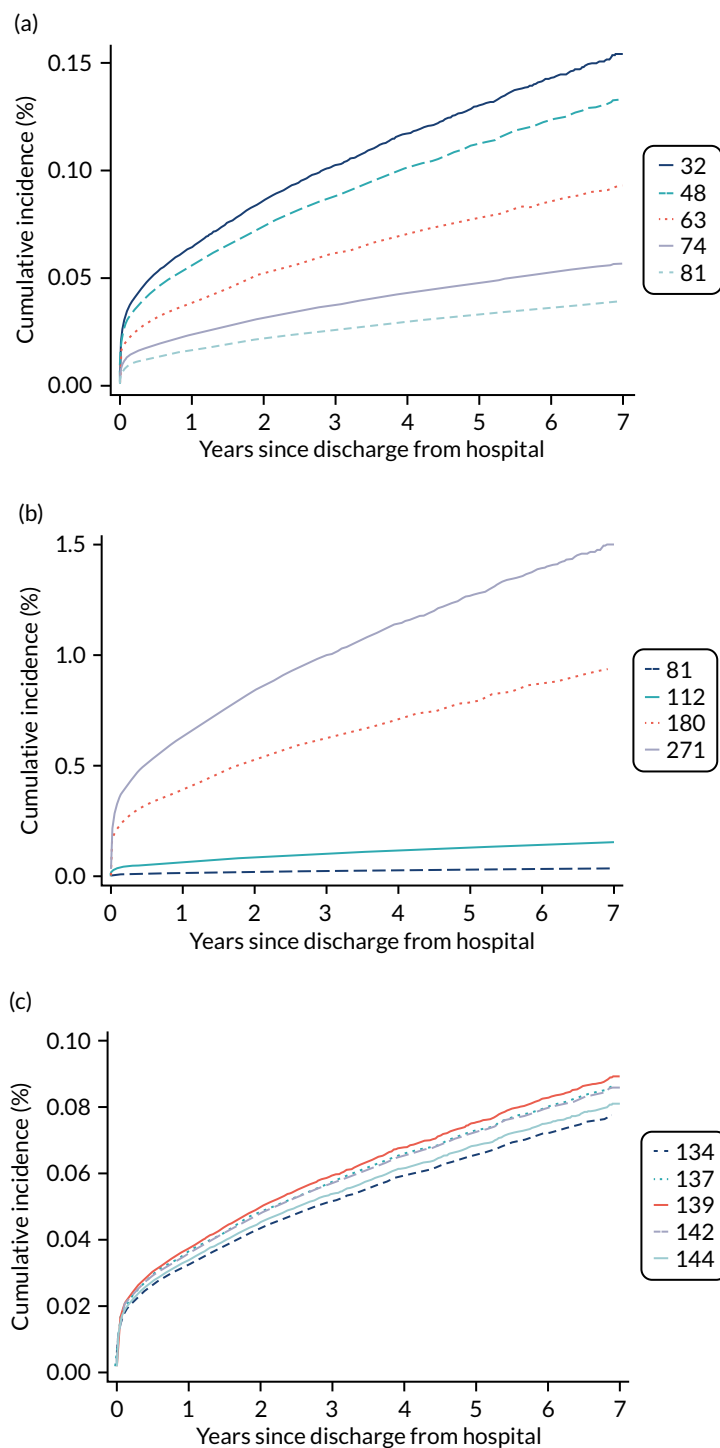 (a)
0.15
0.10
0.05
0.00
Cumulative incidence (%)
0 1 2 3 4 5 6 7
Years since discharge from hospital
32
48
63
74
81
(b)
1.5
1.0
0.5
0.0
Cumulative incidence (%)
0 1 2 3 4 5 6 7
Years since discharge from hospital
81
112
180
271
(c)
0.10
0.08
0.06
0.04
0.02
0.00
Cumulative incidence (%)
0 1 2 3 4 5 6 7
Years since discharge from hospital
134
137
139
142
144